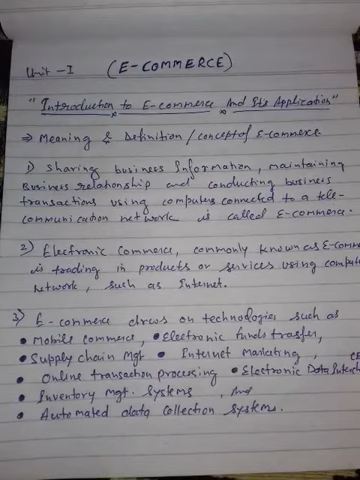 Unit - I (E-COMMERCE)
"Introduction to E-commerce And Its Application"
⇒ Meaning & Definition / concept of E-commerce.
1) Sharing business Information, maintaining
Business relationship and conducting business
transactions using computers connected to a tele-
communication network is called E-commerce.
2) Electronic Commerce, commonly known as E-comm
is trading in products or services using compute
Network, such as Internet.
3) E-commerce draws on technologies such as
• Mobile commerce, • Electronic funds trasfer,
• Supply chain Mgt • Internet Marketing,
• Online transaction processing • Electronic Data Interch
• Inventory mgt. systems, And
• Automated data collection systems.